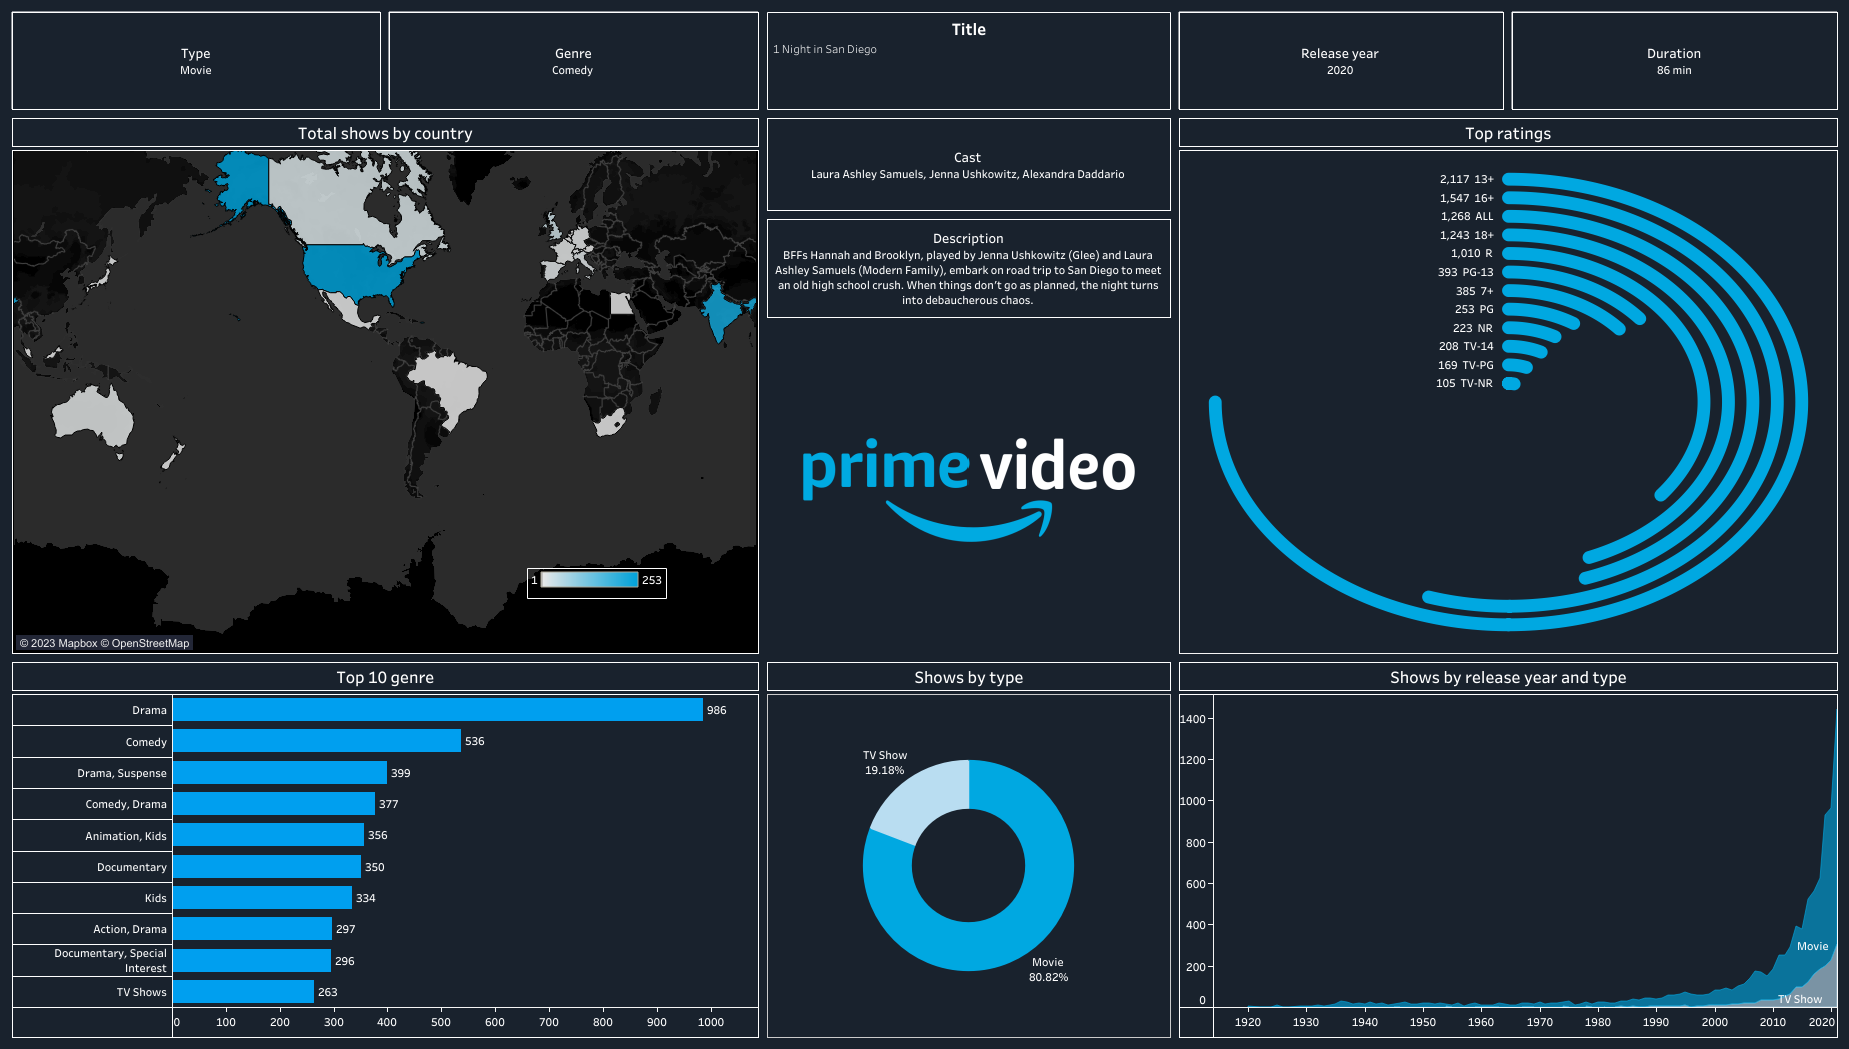 Type
Movie
Genre
Comedy
Title
1 Night in San Diego
Release year
2020
Duration
86 min
Total shows by country
© 2023 Mapbox © OpenStreetMap
1
253
Cast
Laura Ashley Samuels, Jenna Ushkowitz, Alexandra Daddario
Description
BFFs Hannah and Brooklyn, played by Jenna Ushkowitz (Glee) and Laura
Ashley Samuels (Modern Family), embark on road trip to San Diego to meet
an old high school crush. When things don't go as planned, the night turns
into debaucherous chaos.
prime video
Top ratings
2,117 13+
1,547 16+
1,268 ALL
1,243 18+
1,010 R
393 PG-13
385 7+
253 PG
223 NR
208 TV-14
169 TV-PG
105 TV-NR
Top 10 genre
Drama 986
Comedy 536
Drama, Suspense 399
Comedy, Drama 377
Animation, Kids 356
Documentary 350
Kids 334
Action, Drama 297
Documentary, Special
Interest 296
TV Shows 263
0 100 200 300 400 500 600 700 800 900 1000
Shows by type
TV Show
19.18%
Movie
80.82%
Shows by release year and type
1400
1200
1000
800
600
400
200
0
Movie
TV Show
1920 1930 1940 1950 1960 1970 1980 1990 2000 2010 2020